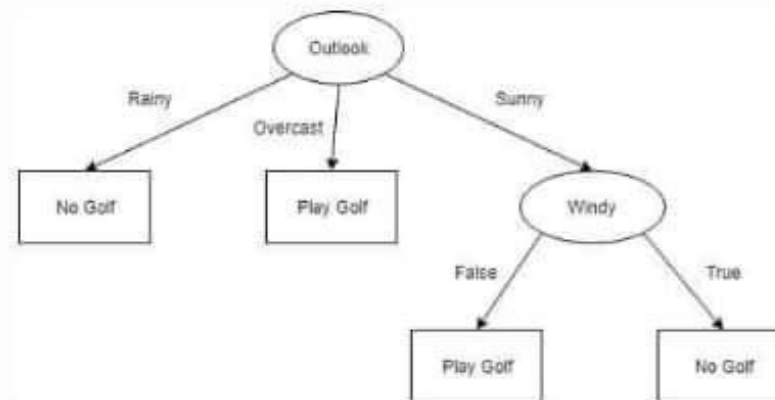 Outlook
Rainy
Overcast
Sunny
No Golf
Play Golf
Windy
False
True
Play Golf
No Golf